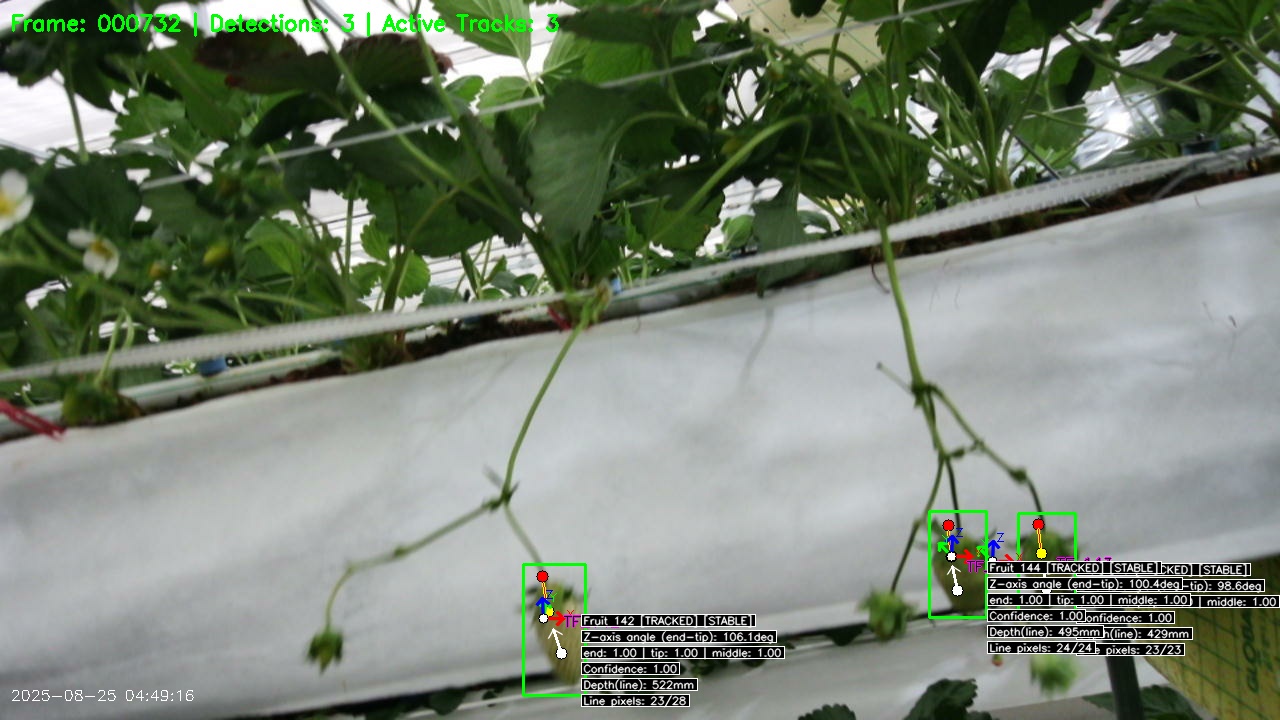 Frame: 000732 | Detections: 3 | Active Tracks: 3
Fruit 144 [TRACKED] [STABLE]
CKED] [STABLE]
Z-axis angle (end-tip): 100.4deg
-tip): 98.6deg
end: 1.00 | tip: 1.00 | middle: 1.00
| middle: 1.00
Confidence: 1.00
nfidence: 1.00
Depth(line): 495mm
h(line): 429mm
Line pixels: 24/24
e pixels: 23/23
Fruit 142 [TRACKED] [STABLE]
Z-axis angle (end-tip): 106.1deg
end: 1.00 | tip: 1.00 | middle: 1.00
Confidence: 1.00
Depth(line): 522mm
Line pixels: 23/28
Z
X
TF
2025-08-25 04:49:16